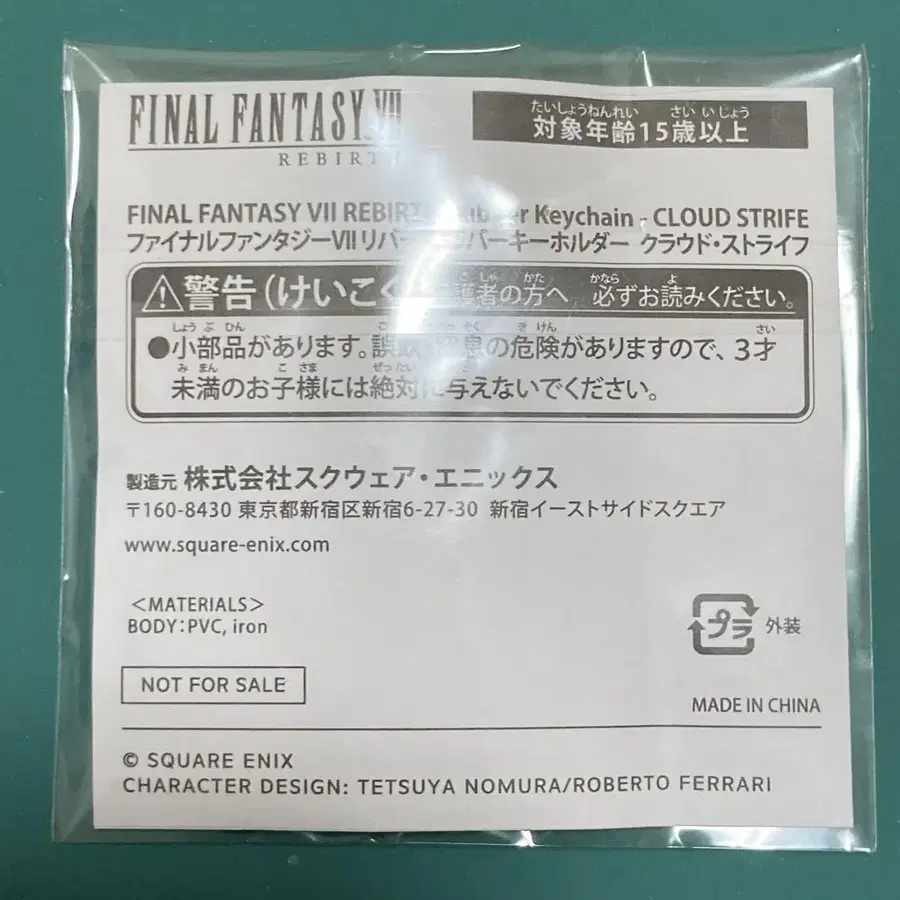 FINAL FANTASY VII
REBIRTH
たいしょうねんれい さい いじょう
対象年齢15歳以上
FINAL FANTASY VII REBIRTH Rubber Keychain - CLOUD STRIFE
ファイナルファンタジーVII リバース ラバーキーホルダー クラウド・ストライフ
警告(けいこく) 保護者の方へ 必ずお読みください。
●小部品があります。誤飲・窒息の危険がありますので、3才
未満のお子様には絶対に与えないでください。
製造元 株式会社スクウェア・エニックス
〒160-8430 東京都新宿区新宿6-27-30 新宿イーストサイドスクエア
www.square-enix.com
<MATERIALS>
BODY:PVC, iron
プラ 外装
NOT FOR SALE
MADE IN CHINA
© SQUARE ENIX
CHARACTER DESIGN: TETSUYA NOMURA/ROBERTO FERRARI